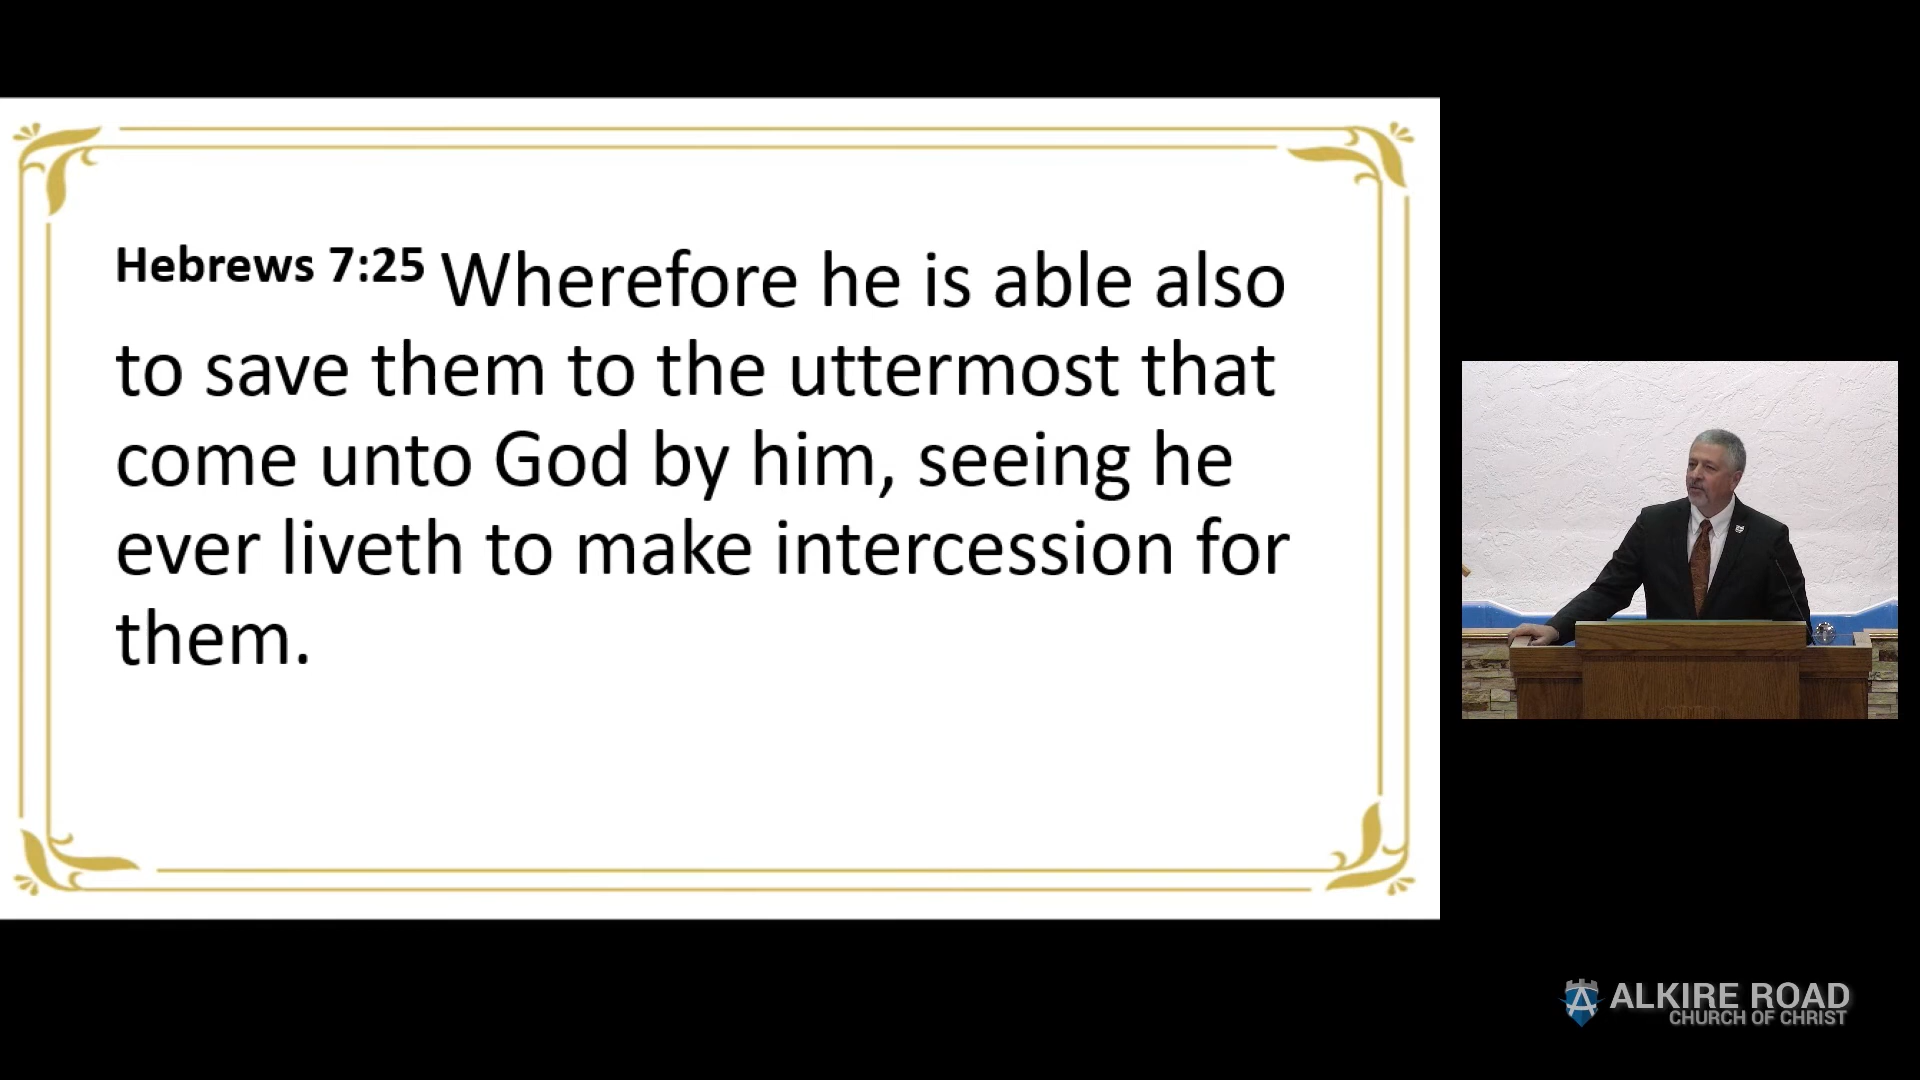 Hebrews 7:25 Wherefore he is able also
to save them to the uttermost that
come unto God by him, seeing he
ever liveth to make intercession for
them.
ALKIRE ROAD
CHURCH OF CHRIST